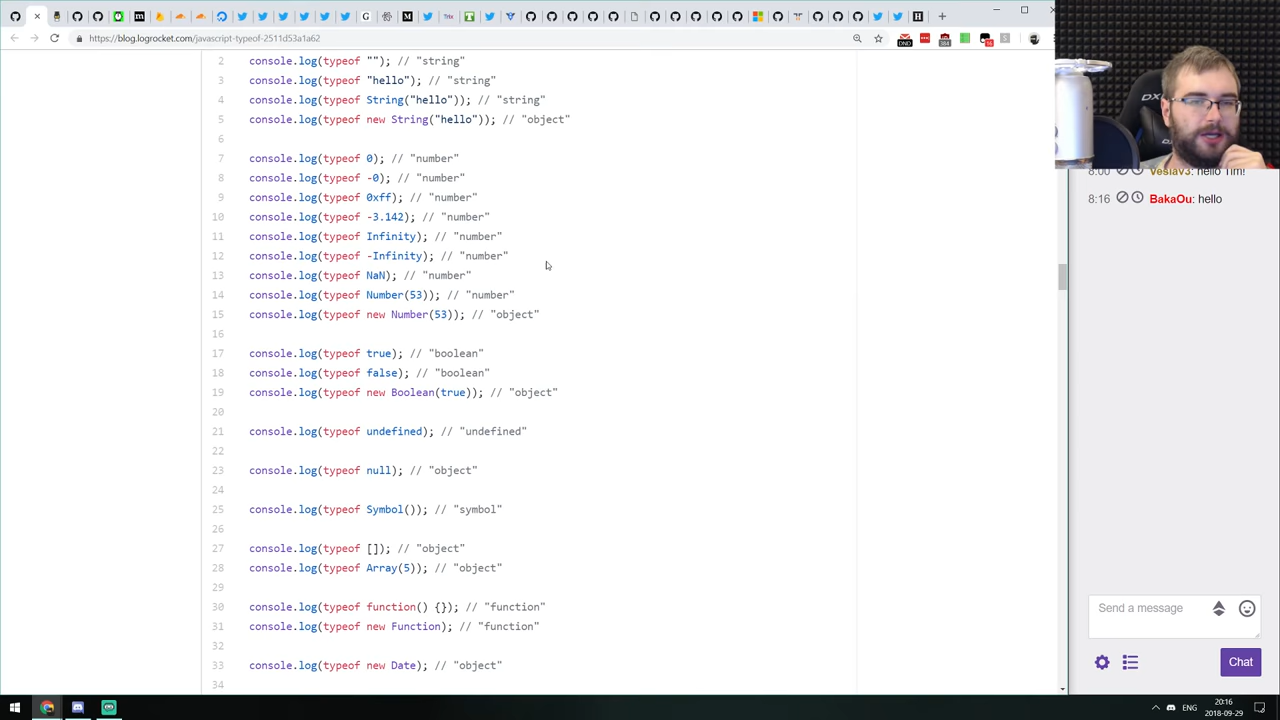 https://blog.logrocket.com/javascript-typeof-2511d53a1a62
DND
384
16
2 console.log(typeof ""); // "string"
3 console.log(typeof "hello"); // "string"
4 console.log(typeof String("hello")); // "string"
5 console.log(typeof new String("hello")); // "object"
6
7 console.log(typeof 0); // "number"
8 console.log(typeof -0); // "number"
9 console.log(typeof 0xff); // "number"
10 console.log(typeof -3.142); // "number"
11 console.log(typeof Infinity); // "number"
12 console.log(typeof -Infinity); // "number"
13 console.log(typeof NaN); // "number"
14 console.log(typeof Number(53)); // "number"
15 console.log(typeof new Number(53)); // "object"
16
17 console.log(typeof true); // "boolean"
18 console.log(typeof false); // "boolean"
19 console.log(typeof new Boolean(true)); // "object"
20
21 console.log(typeof undefined); // "undefined"
22
23 console.log(typeof null); // "object"
24
25 console.log(typeof Symbol()); // "symbol"
26
27 console.log(typeof []); // "object"
28 console.log(typeof Array(5)); // "object"
29
30 console.log(typeof function() {}); // "function"
31 console.log(typeof new Function); // "function"
32
33 console.log(typeof new Date); // "object"
34
8:00 VeslaV3: hello Tim!
8:16 BakaOu: hello
Send a message
Chat
ENG
20:16
2018-09-29